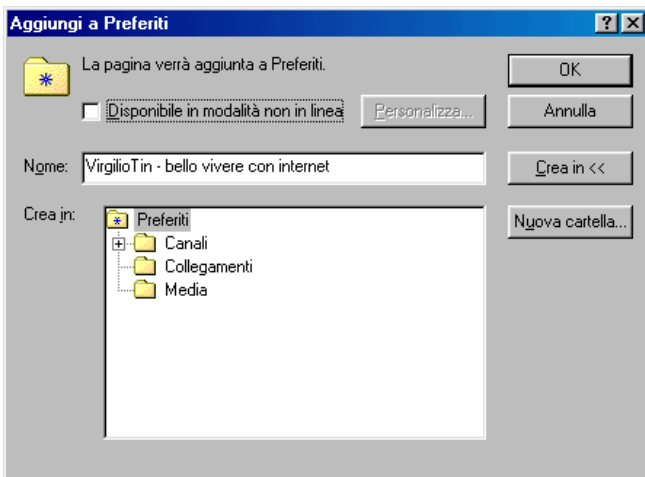 Aggiungi a Preferiti
La pagina verrà aggiunta a Preferiti.
OK
Disponibile in modalità non in linea
Personalizza...
Annulla
Nome:
VirgilioTin - bello vivere con internet
Crea in <<
Crea in:
Preferiti
Nuova cartella...
Canali
Collegamenti
Media